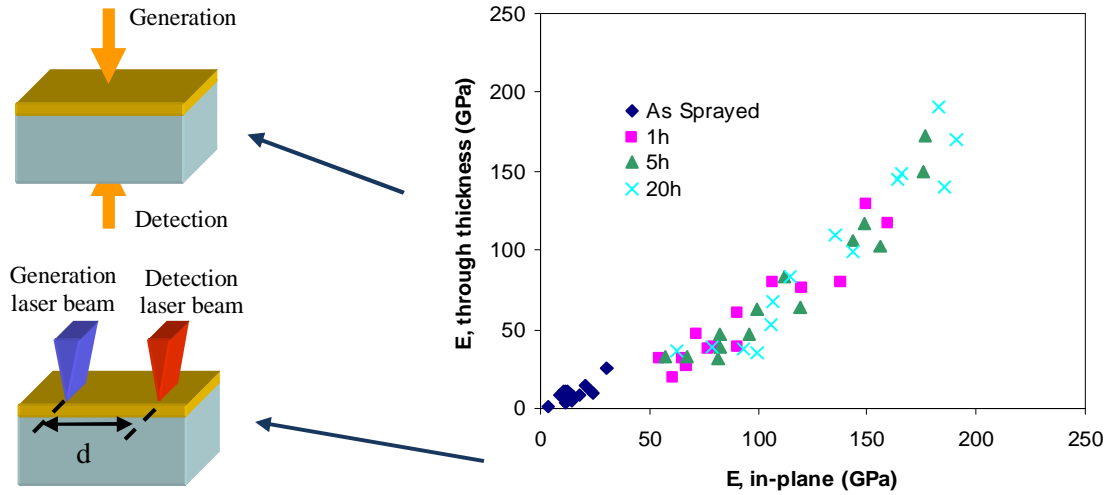 Generation
Detection
Generation
laser beam
Detection
laser beam
d
E, through thickness (GPa)
250
200
150
100
50
0
As Sprayed
1h
5h
20h
0 50 100 150 200 250
E, in-plane (GPa)